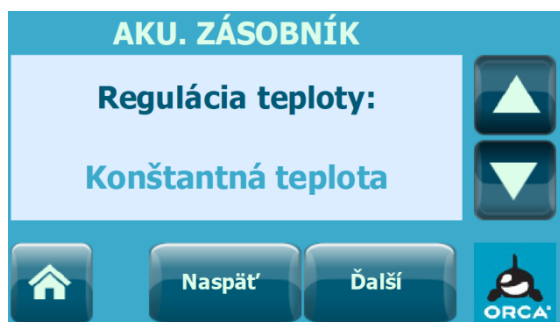 AKU. ZÁSOBNÍK
Regulácia teploty:
Konštantná teplota
Naspäť
Ďalší
ORCA